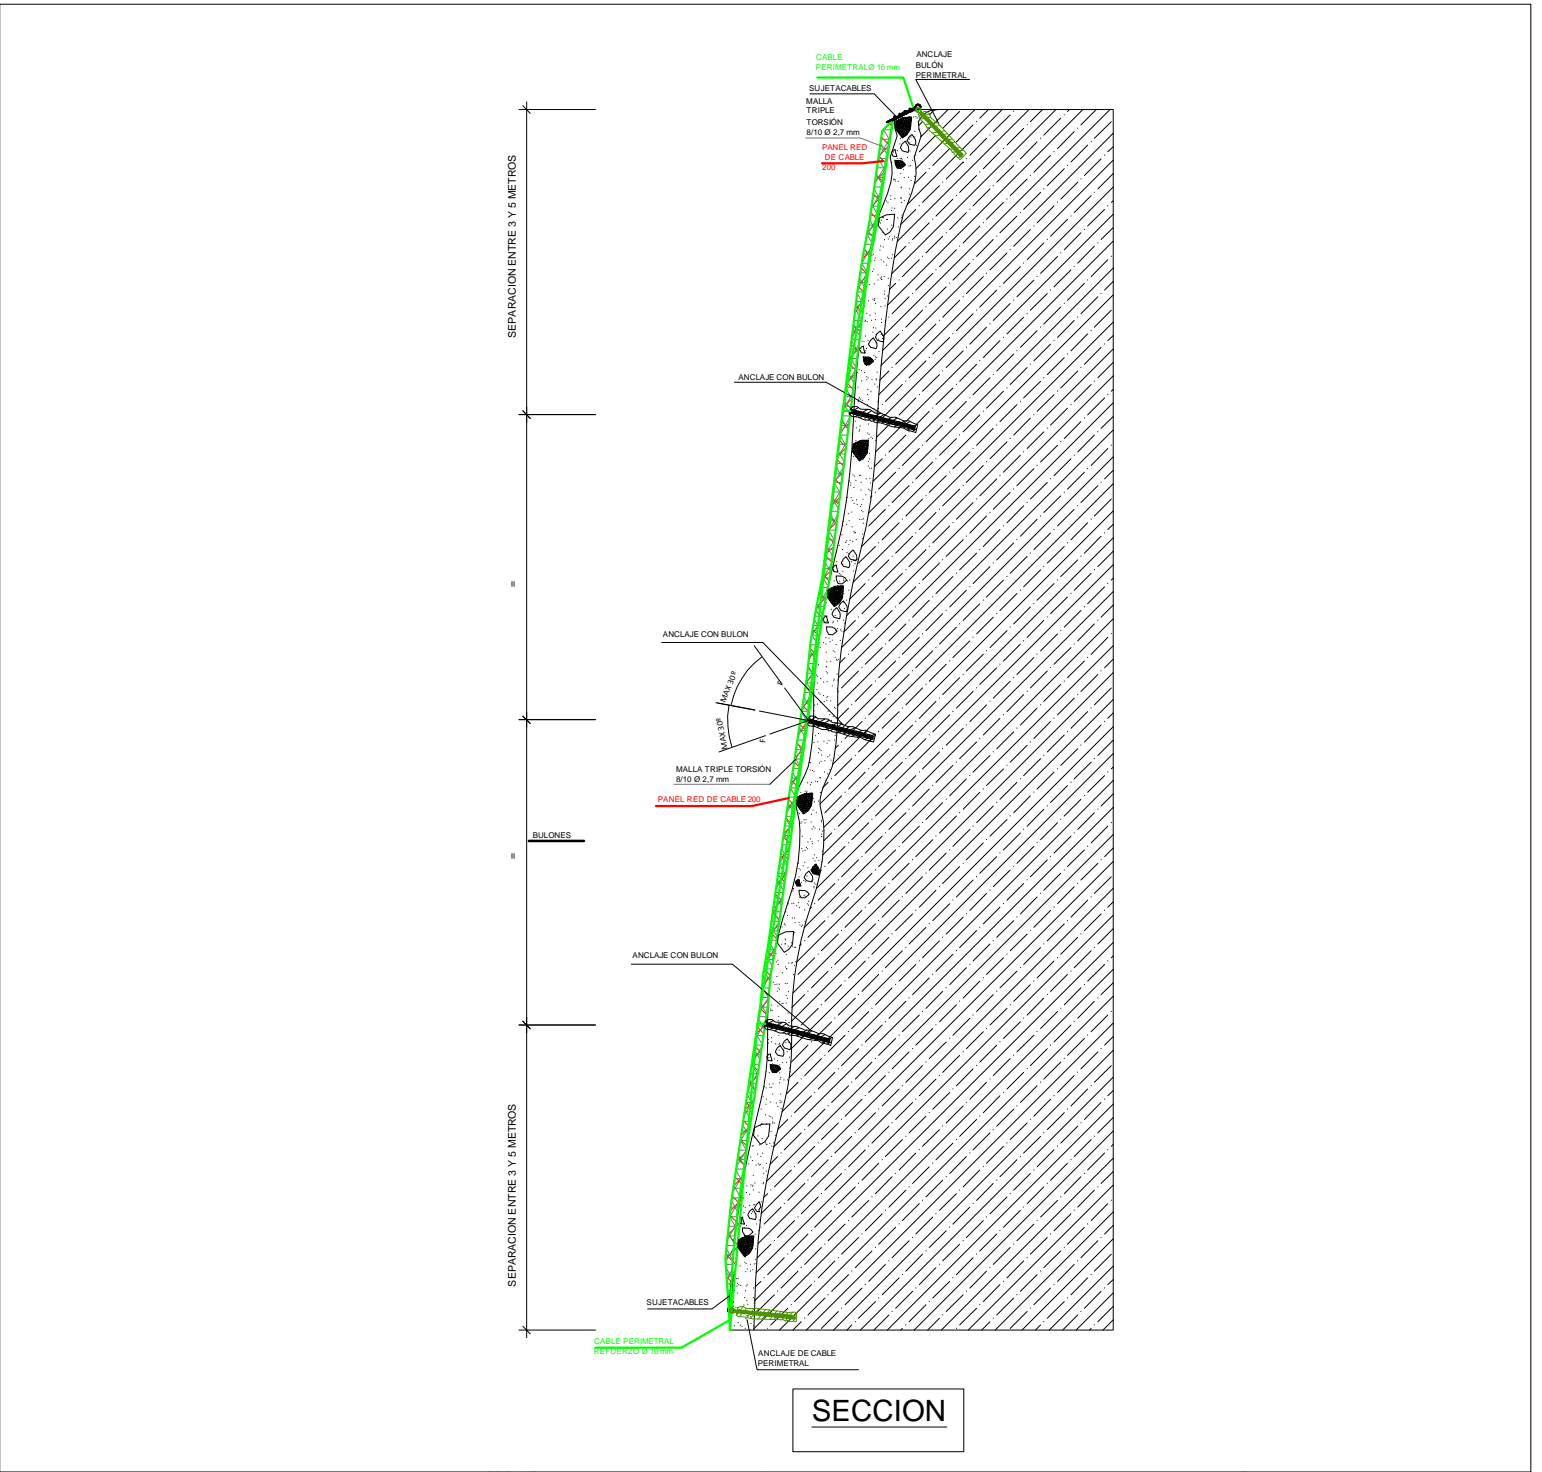 CABLE
PERIMETRALØ 16 mm
ANCLAJE
BULÓN
PERIMETRAL
SUJETACABLES
MALLA
TRIPLE
TORSIÓN
8/10 Ø 2,7 mm
PANEL RED
DE CABLE
200
SEPARACION ENTRE 3 Y 5 METROS
ANCLAJE CON BULON
=
ANCLAJE CON BULON
MAX 30º
MAX 30º
F
F
MALLA TRIPLE TORSIÓN
8/10 Ø 2,7 mm
PANEL RED DE CABLE 200
BULONES
=
ANCLAJE CON BULON
SEPARACION ENTRE 3 Y 5 METROS
SUJETACABLES
CABLE PERIMETRAL
REFUERZO Ø 16 mm
ANCLAJE DE CABLE
PERIMETRAL
SECCION